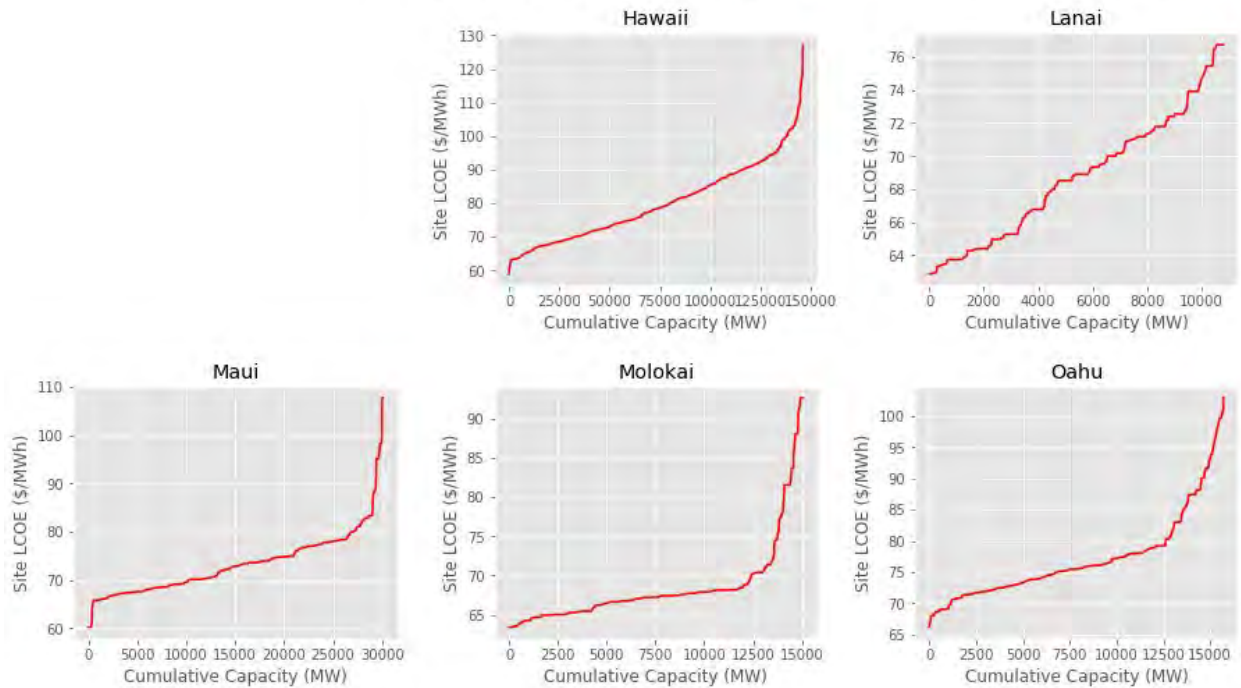 Hawaii
Site LCOE ($/MWh)
130
120
110
100
90
80
70
60
0 25000 50000 75000 100000 125000 150000
Cumulative Capacity (MW)
Lanai
Site LCOE ($/MWh)
76
74
72
70
68
66
64
0 2000 4000 6000 8000 10000
Cumulative Capacity (MW)
Maui
Site LCOE ($/MWh)
110
100
90
80
70
60
0 5000 10000 15000 20000 25000 30000
Cumulative Capacity (MW)
Molokai
Site LCOE ($/MWh)
90
85
80
75
70
65
0 2500 5000 7500 10000 12500 15000
Cumulative Capacity (MW)
Oahu
Site LCOE ($/MWh)
100
95
90
85
80
75
70
65
0 2500 5000 7500 10000 12500 15000
Cumulative Capacity (MW)